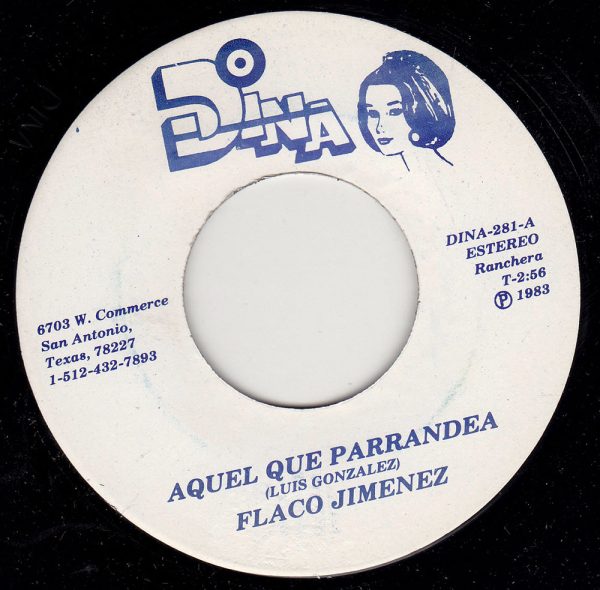 DINA
DINA-281-A
ESTEREO
Ranchera
T-2:56
Ⓟ 1983
6703 W. Commerce
San Antonio,
Texas, 78227
1-512-432-7893
AQUEL QUE PARRANDEA
(LUIS GONZALEZ)
FLACO JIMENEZ